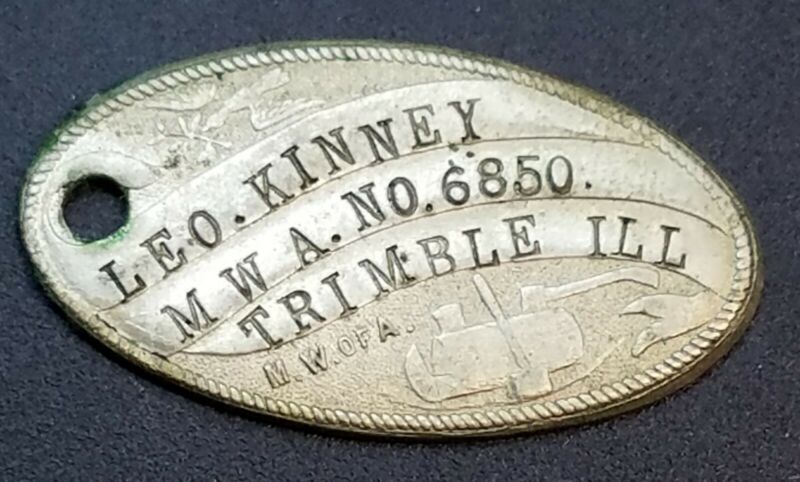 LEO. KINNEY
M W A. NO. 6850.
TRIMBLE ILL
M.W. OF A.